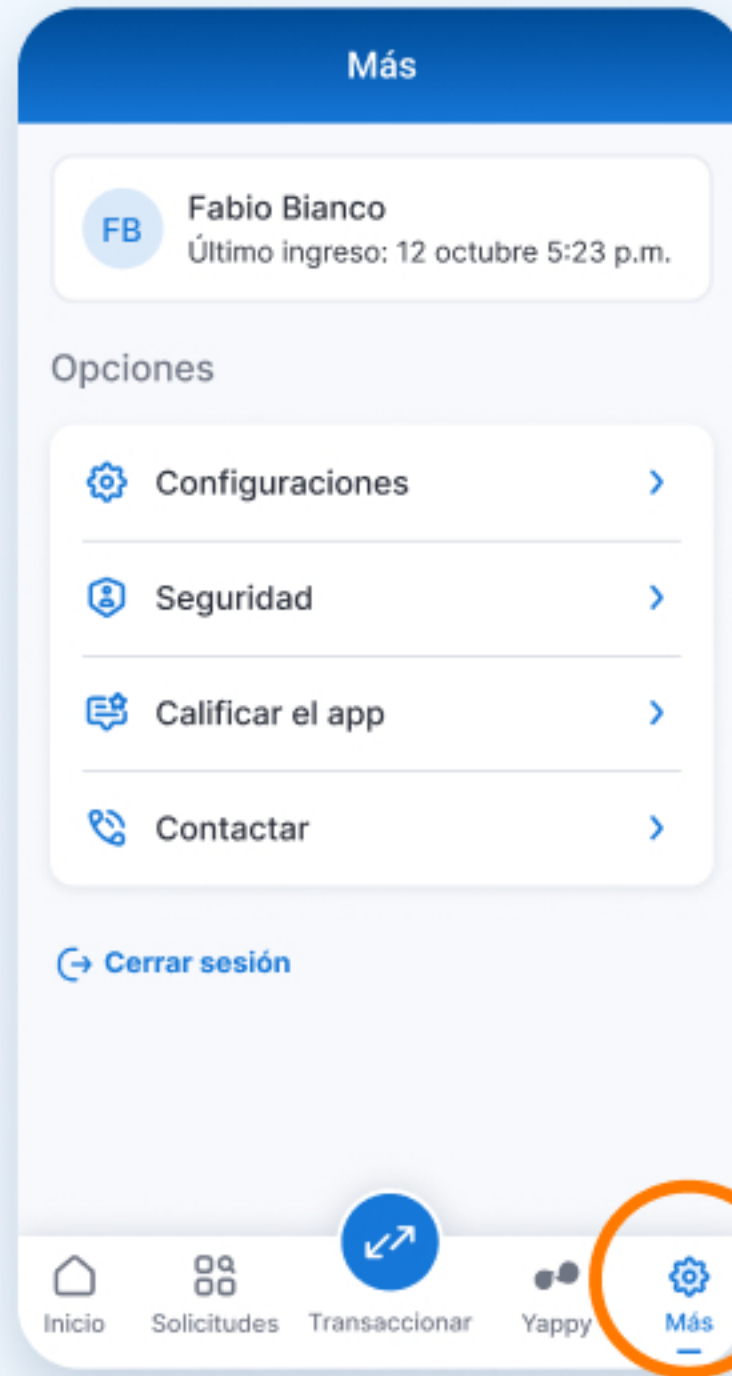 Más
FB
Fabio Bianco
Último ingreso: 12 octubre 5:23 p.m.
Opciones
Configuraciones
Seguridad
Calificar el app
Contactar
Cerrar sesión
Inicio
Solicitudes
Transaccionar
Yappy
Más